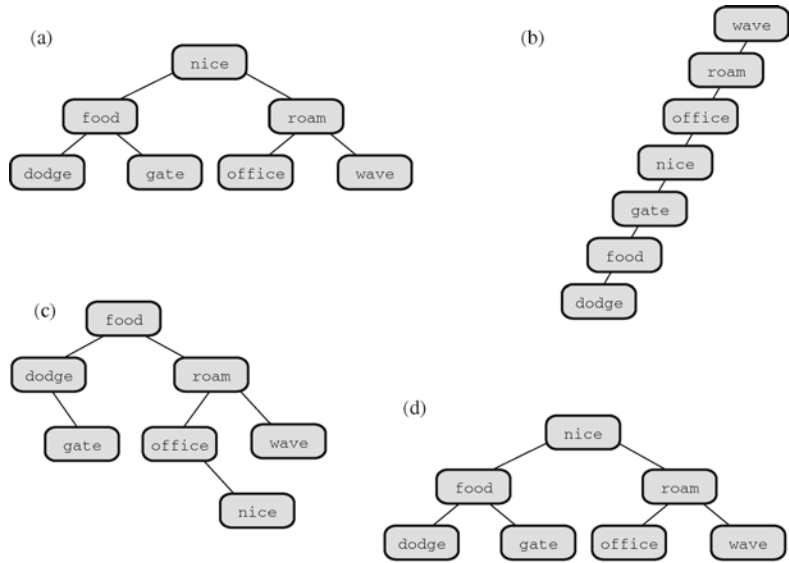 (a)
nice
food roam
dodge gate office wave
(b)
wave
roam
office
nice
gate
food
dodge
(c)
food
dodge roam
gate office wave
nice
(d)
nice
food roam
dodge gate office wave